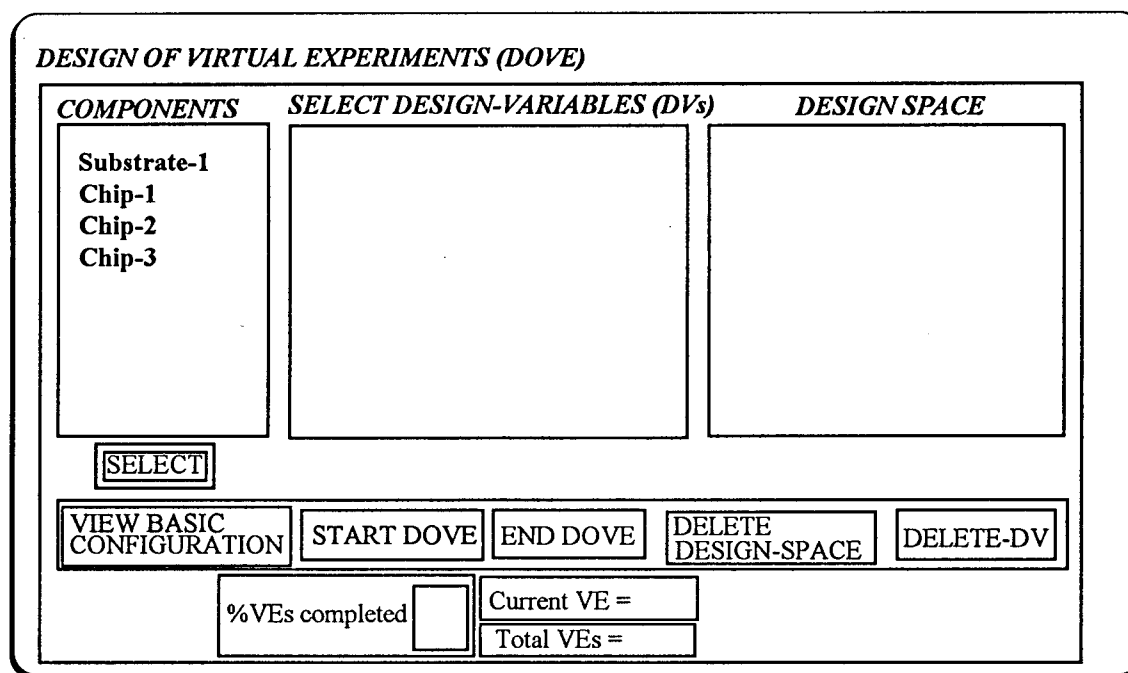 DESIGN OF VIRTUAL EXPERIMENTS (DOVE)
COMPONENTS
SELECT DESIGN-VARIABLES (DVs)
DESIGN SPACE
Substrate-1
Chip-1
Chip-2
Chip-3
SELECT
VIEW BASIC
CONFIGURATION
START DOVE
END DOVE
DELETE
DESIGN-SPACE
DELETE-DV
%VEs completed
Current VE =
Total VEs =